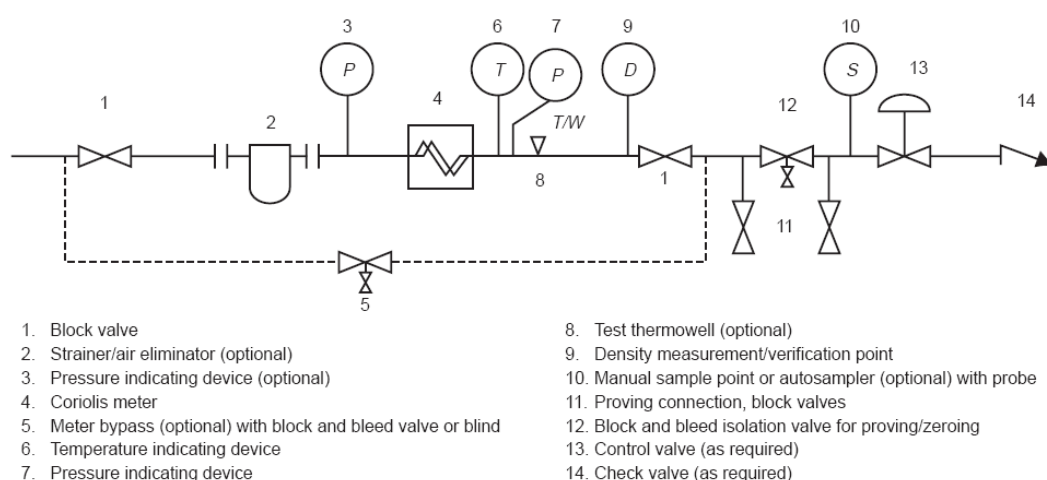 3
6
7
9
10
13
P
T
P
D
S
1
2
4
T/W
12
14
8
1
11
5
1. Block valve
2. Strainer/air eliminator (optional)
3. Pressure indicating device (optional)
4. Coriolis meter
5. Meter bypass (optional) with block and bleed valve or blind
6. Temperature indicating device
7. Pressure indicating device
8. Test thermowell (optional)
9. Density measurement/verification point
10. Manual sample point or autosampler (optional) with probe
11. Proving connection, block valves
12. Block and bleed isolation valve for proving/zeroing
13. Control valve (as required)
14. Check valve (as required)